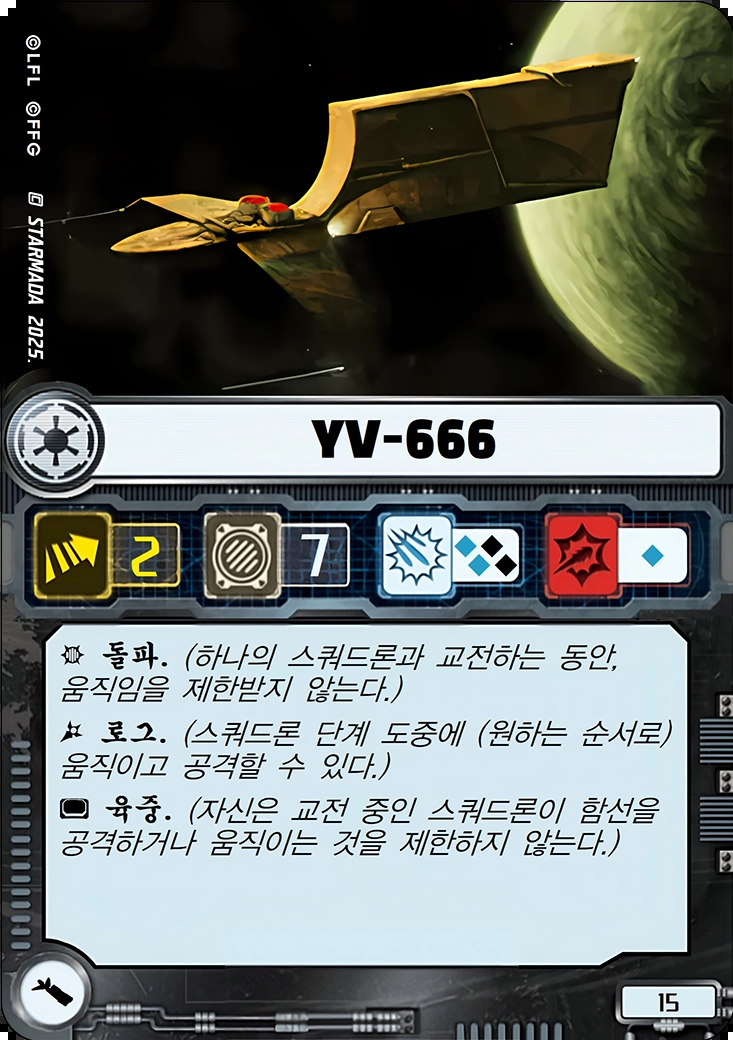 ©LFL ©FFG
© STARMADA 2025.
YV-666
2
7
돌파. (하나의 스쿼드론과 교전하는 동안,
움직임을 제한받지 않는다.)
로그. (스쿼드론 단계 도중에 (원하는 순서로)
움직이고 공격할 수 있다.)
육중. (자신은 교전 중인 스쿼드론이 함선을
공격하거나 움직이는 것을 제한하지 않는다.)
15